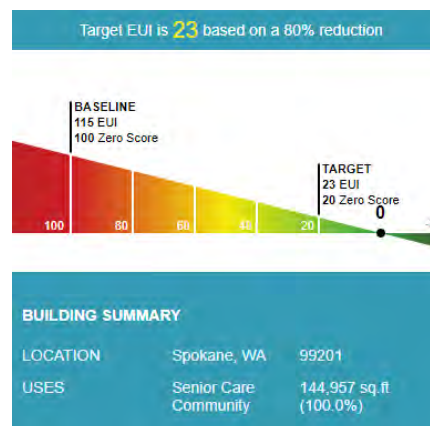 Target EUI is 23 based on a 80% reduction
BASELINE
115 EUI
100 Zero Score
TARGET
23 EUI
20 Zero Score
0
100 80 60 40 20
BUILDING SUMMARY
LOCATION Spokane, WA 99201
USES Senior Care Community 144,957 sq.ft (100.0%)